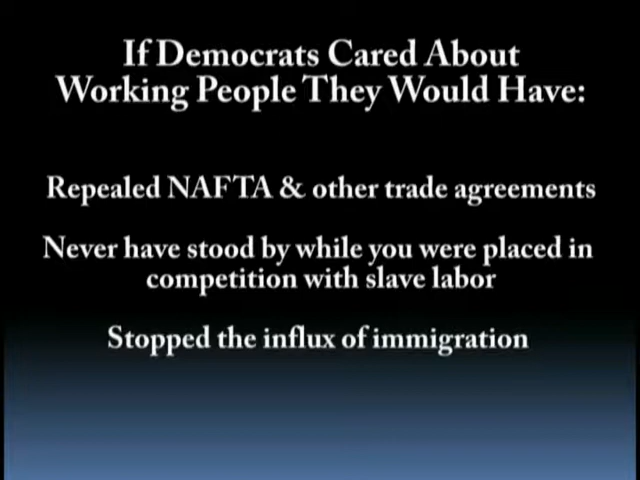 If Democrats Cared About
Working People They Would Have:
Repealed NAFTA & other trade agreements
Never have stood by while you were placed in
competition with slave labor
Stopped the influx of immigration